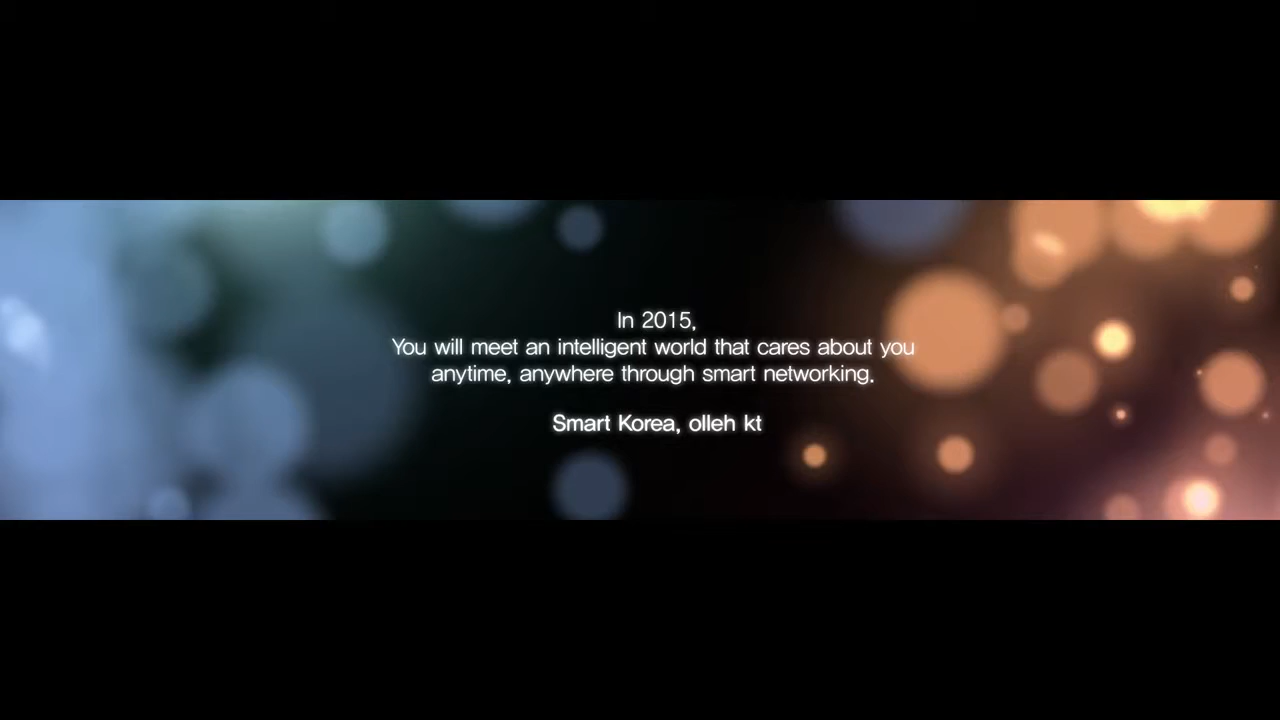 In 2015,
You will meet an intelligent world that cares about you
anytime, anywhere through smart networking.
Smart Korea, olleh kt